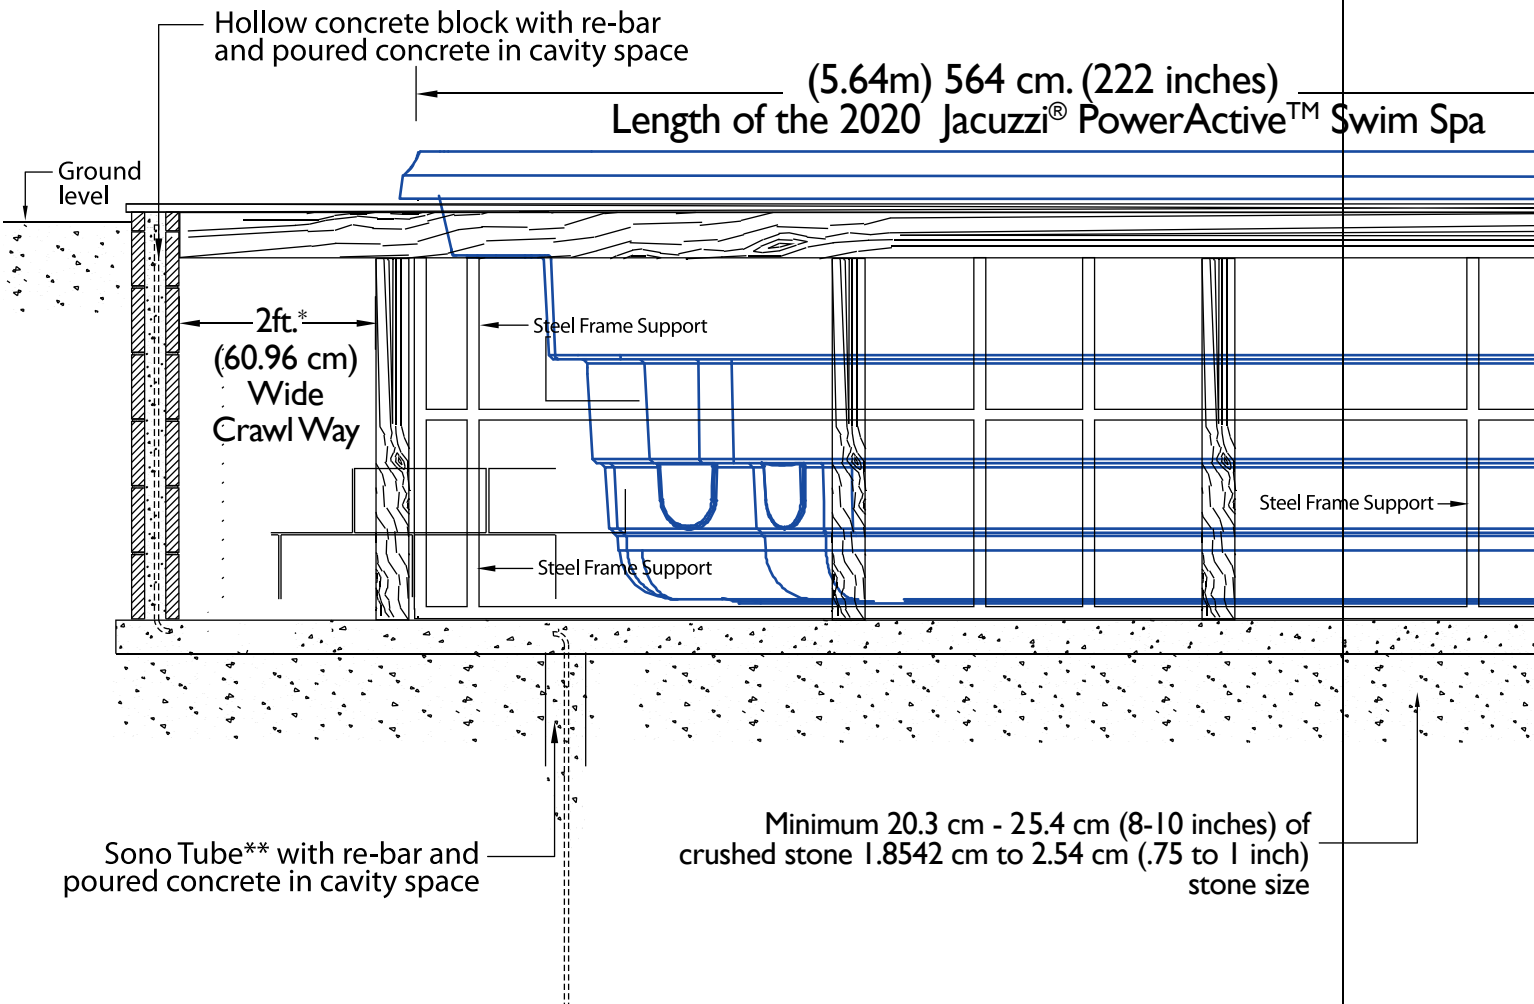 Hollow concrete block with re-bar
and poured concrete in cavity space
(5.64m) 564 cm. (222 inches)
Length of the 2020 Jacuzzi® PowerActive™ Swim Spa
Ground
level
2ft.*
(60.96 cm)
Wide
Crawl Way
Steel Frame Support
Steel Frame Support
Steel Frame Support
Sono Tube** with re-bar and
poured concrete in cavity space
Minimum 20.3 cm - 25.4 cm (8-10 inches) of
crushed stone 1.8542 cm to 2.54 cm (.75 to 1 inch)
stone size